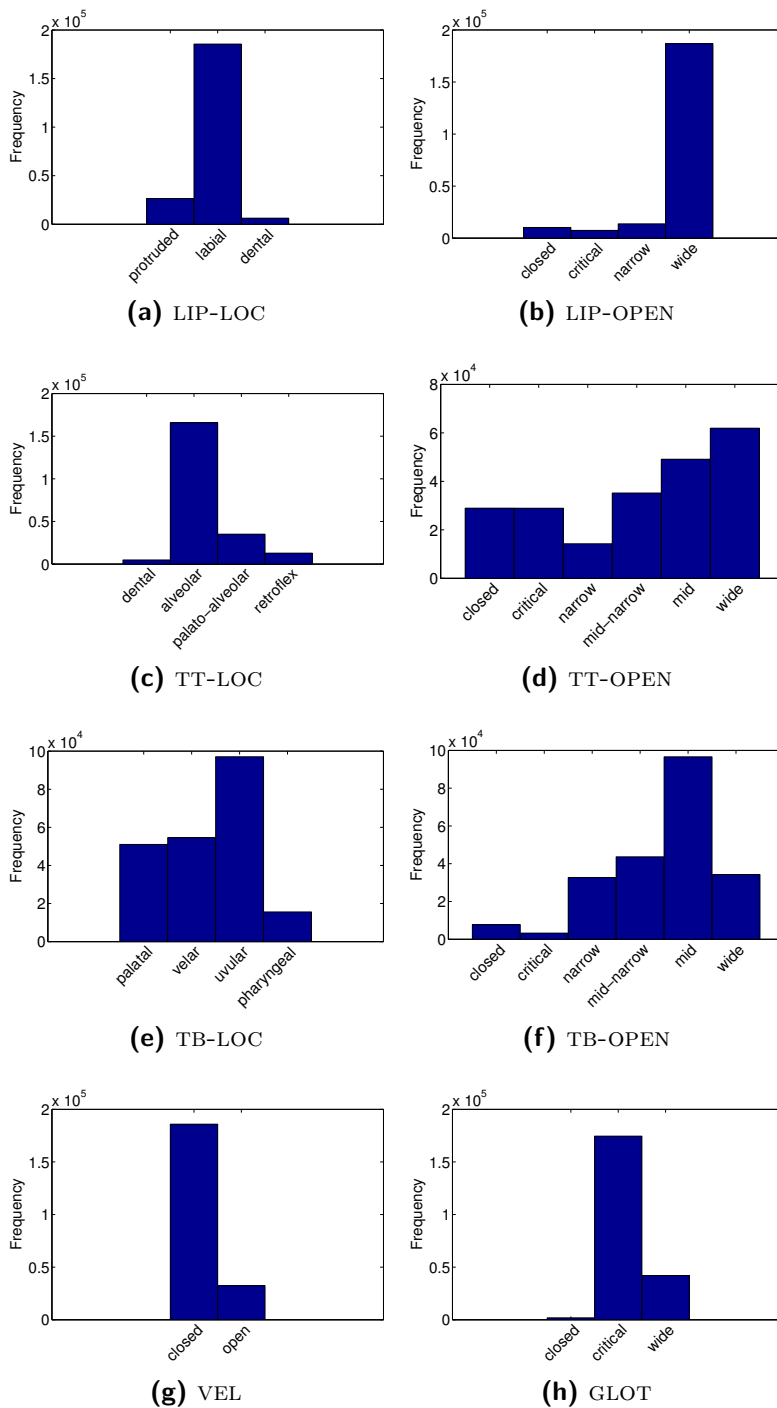 x 10^5
2
1.5
1
0.5
0
Frequency
protruded
labial
dental
(a) LIP-LOC
x 10^5
2
1.5
1
0.5
0
Frequency
closed
critical
narrow
wide
(b) LIP-OPEN
x 10^5
2
1.5
1
0.5
0
Frequency
dental
alveolar
palato-alveolar
retroflex
(c) TT-LOC
x 10^4
8
6
4
2
0
Frequency
closed
critical
narrow
mid-narrow
mid
wide
(d) TT-OPEN
x 10^4
10
8
6
4
2
0
Frequency
palatal
velar
uvular
pharyngeal
(e) TB-LOC
x 10^4
10
8
6
4
2
0
Frequency
closed
critical
narrow
mid-narrow
mid
wide
(f) TB-OPEN
x 10^5
2
1.5
1
0.5
0
Frequency
closed
open
(g) VEL
x 10^5
2
1.5
1
0.5
0
Frequency
closed
critical
wide
(h) GLOT